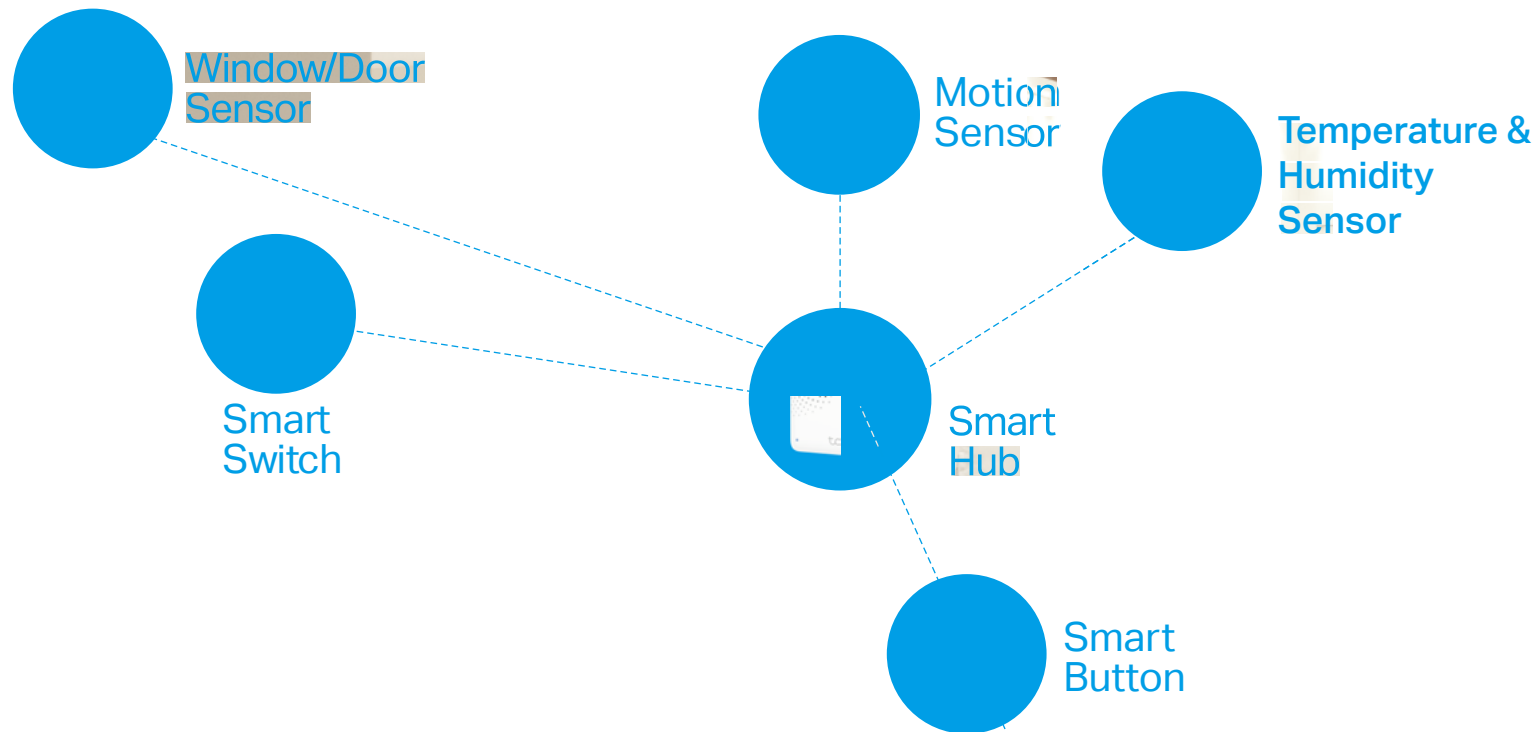 Window/Door
Sensor
Motion
Sensor
Temperature &
Humidity
Sensor
Smart
Switch
Smart
Hub
Smart
Button